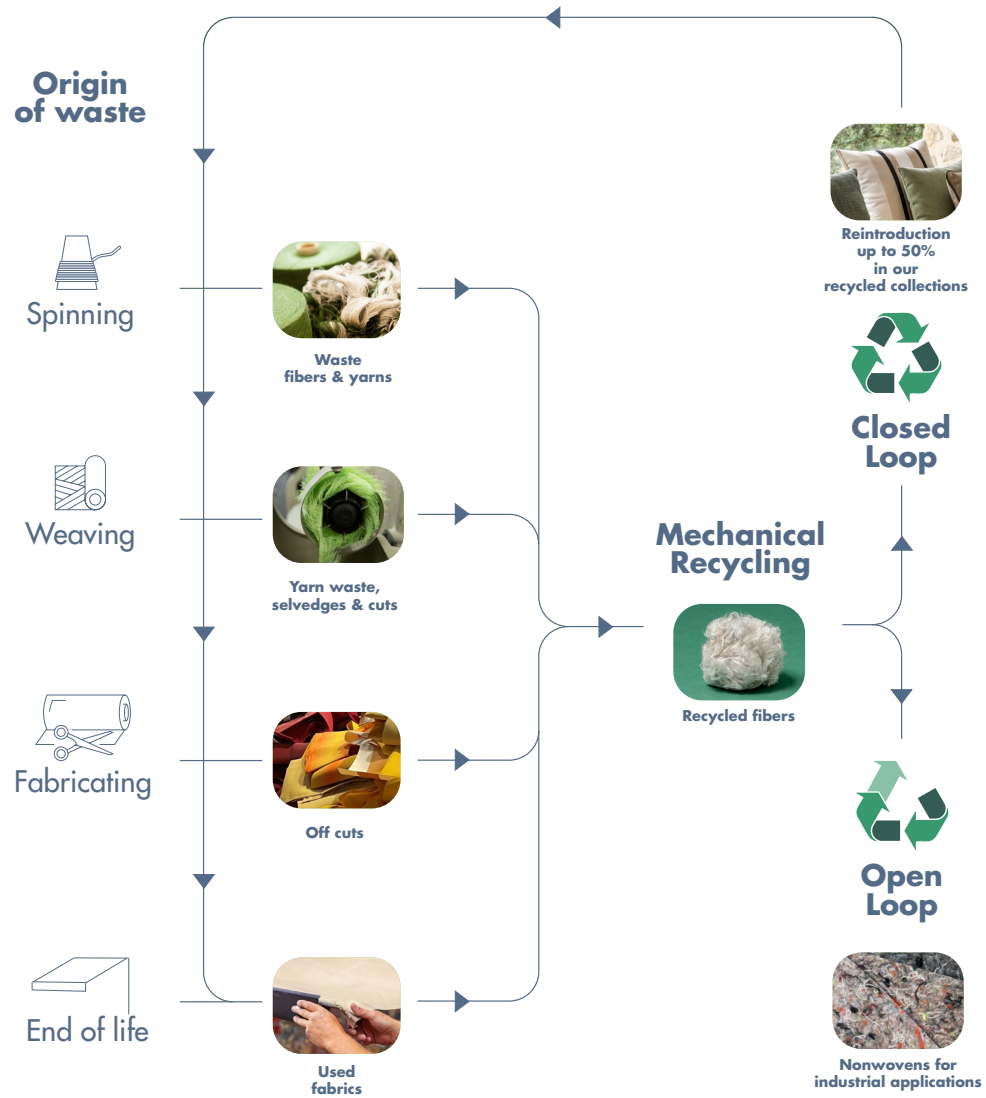 Origin
of waste
Spinning
Waste
fibers & yarns
Weaving
Yarn waste,
selvedges & cuts
Fabricating
Off cuts
End of life
Used
fabrics
Mechanical
Recycling
Recycled fibers
Reintroduction
up to 50%
in our
recycled collections
Closed
Loop
Open
Loop
Nonwovens for
industrial applications